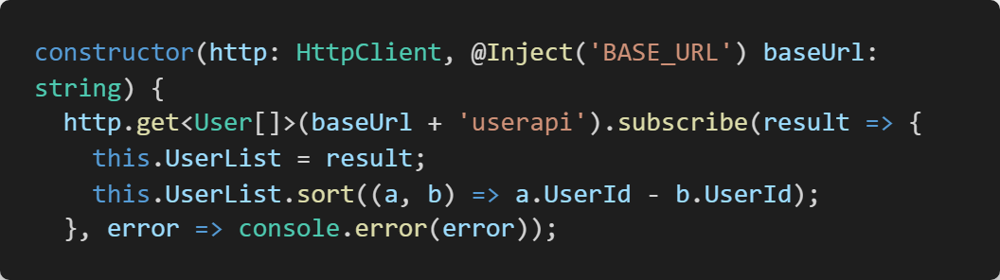 constructor(http: HttpClient, @Inject('BASE_URL') baseUrl:
string) {
  http.get<User[]>(baseUrl + 'userapi').subscribe(result => {
    this.UserList = result;
    this.UserList.sort((a, b) => a.UserId - b.UserId);
  }, error => console.error(error));